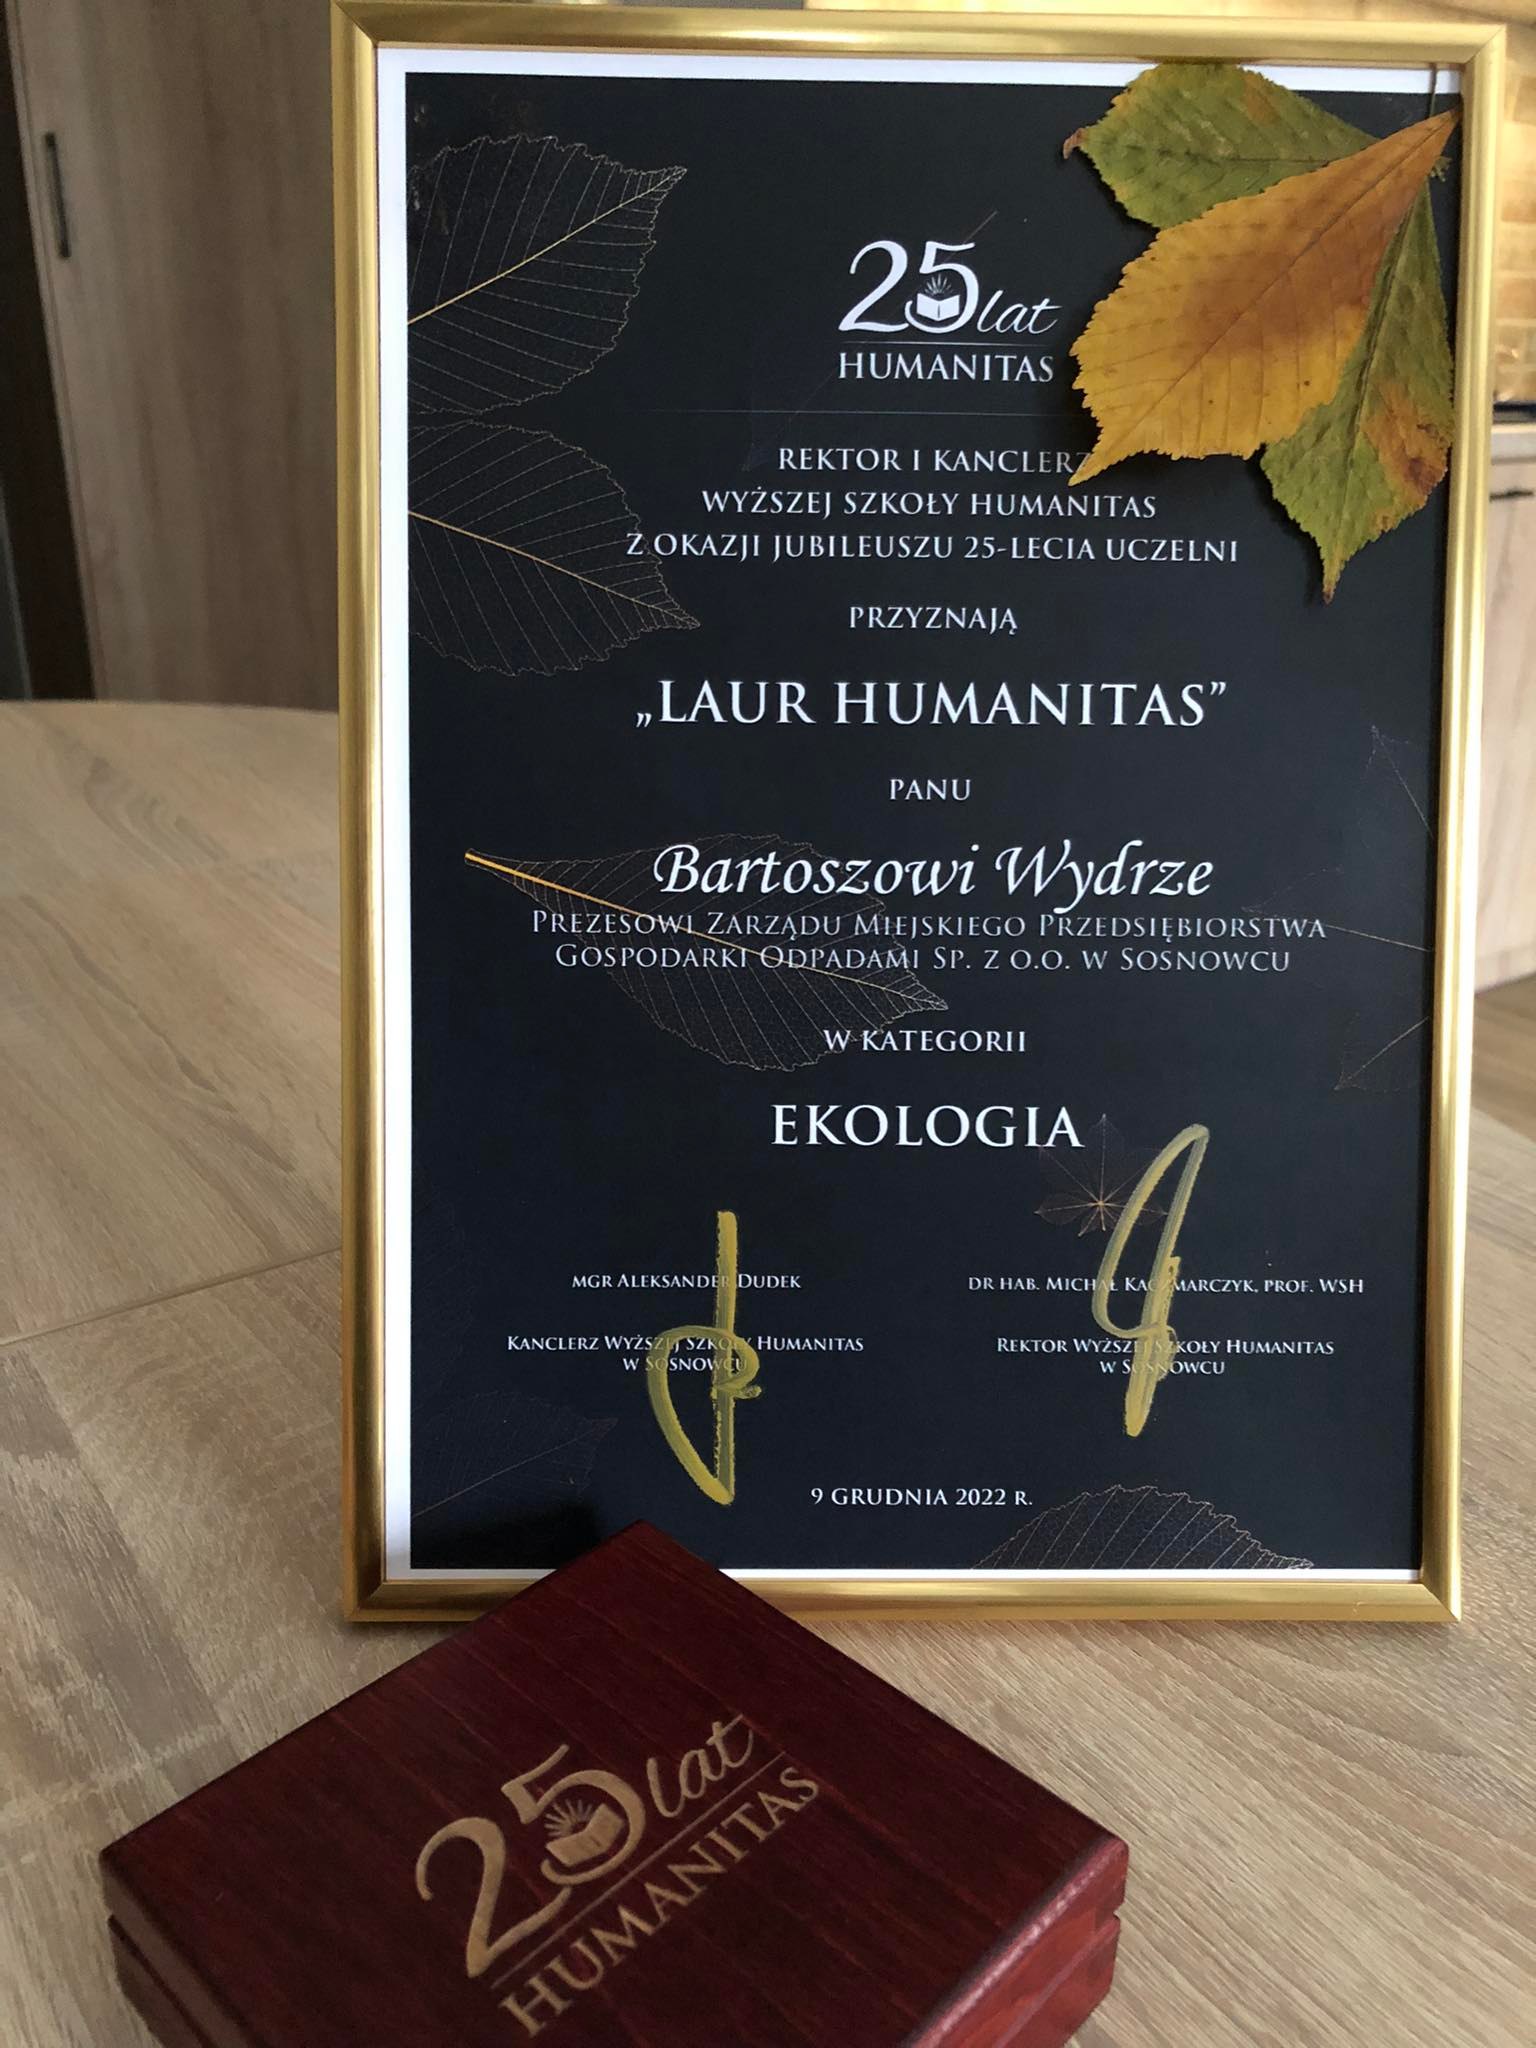 25 lat
HUMANITAS
REKTOR I KANCLERZ
WYŻSZEJ SZKOŁY HUMANITAS
Z OKAZJI JUBILEUSZU 25-LECIA UCZELNI
PRZYZNAJĄ
„LAUR HUMANITAS”
PANU
Bartoszowi Wydrze
PREZESOWI ZARZĄDU MIEJSKIEGO PRZEDSIĘBIORSTWA
GOSPODARKI ODPADAMI SP. Z O.O. W SOSNOWCU
W KATEGORII
EKOLOGIA
MGR ALEKSANDER DUDEK
KANCLERZ WYŻSZEJ SZKOŁY HUMANITAS
W SOSNOWCU
DR HAB. MICHAŁ KACZMARCZYK, PROF. WSH
REKTOR WYŻSZEJ SZKOŁY HUMANITAS
W SOSNOWCU
9 GRUDNIA 2022 R.
25 lat
HUMANITAS